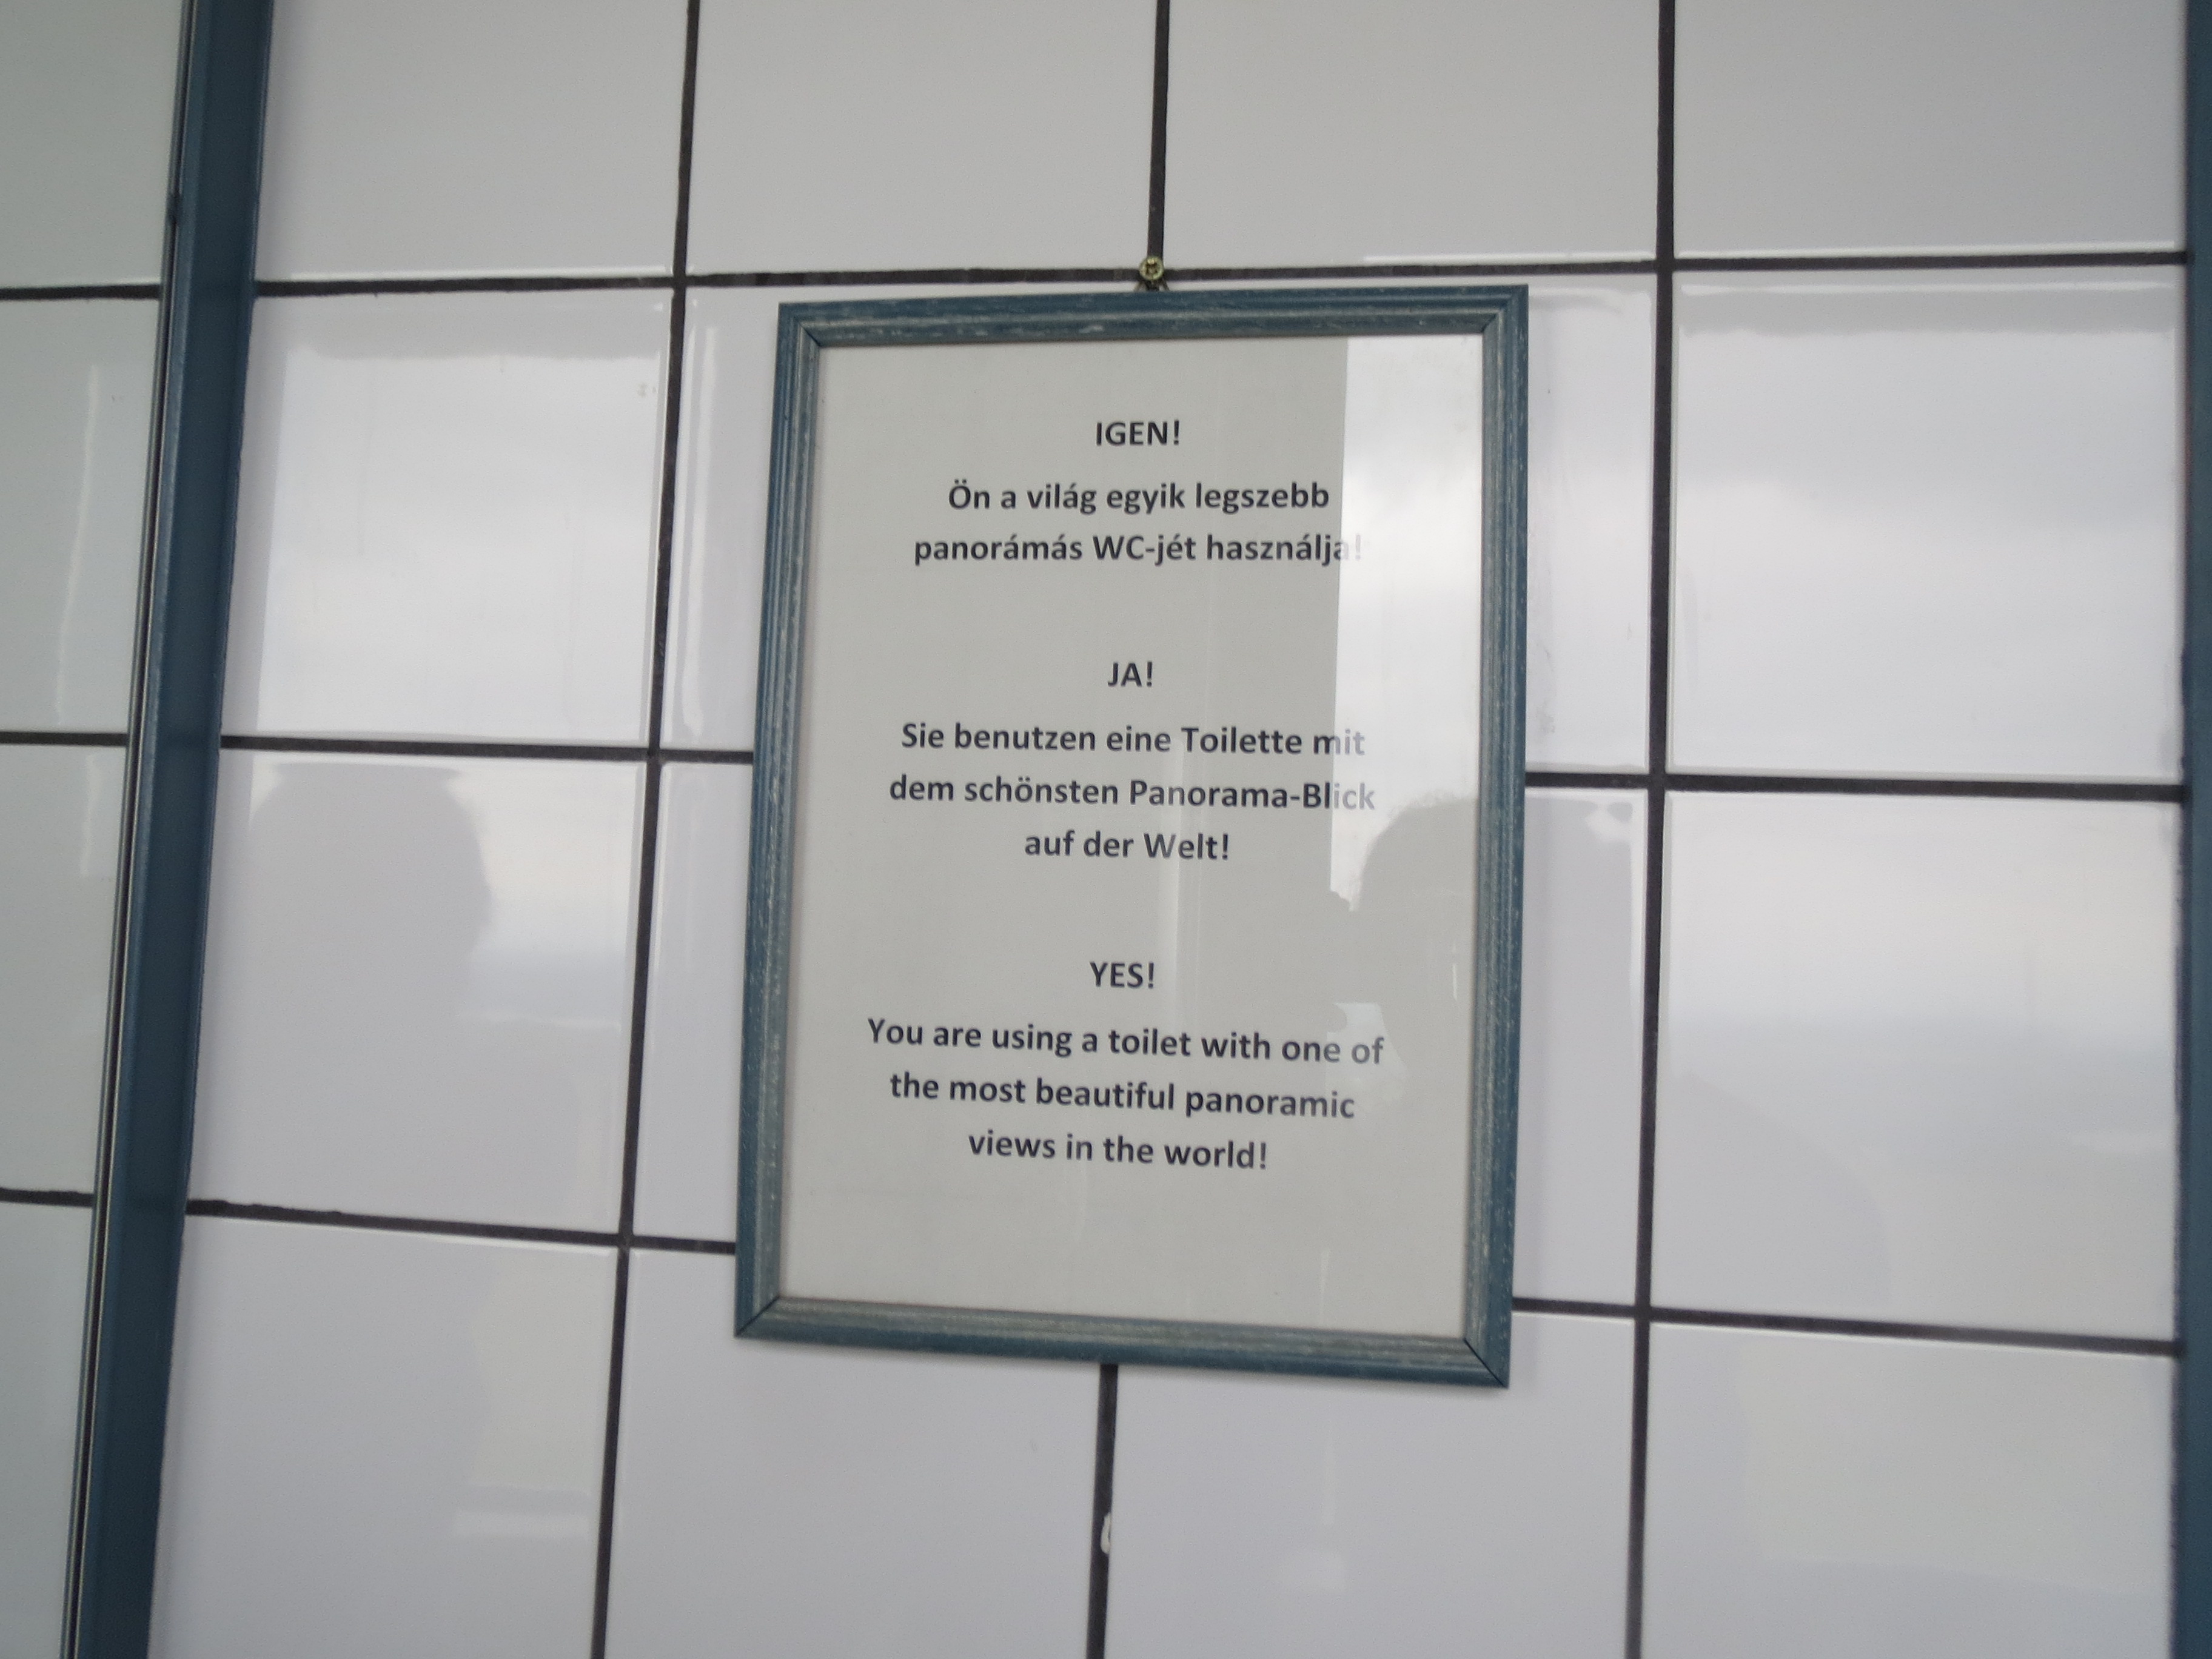 IGEN!
Ön a világ egyik legszebb
panorámás WC-jét használja!
JA!
Sie benutzen eine Toilette mit
dem schönsten Panorama-Blick
auf der Welt!
YES!
You are using a toilet with one of
the most beautiful panoramic
views in the world!